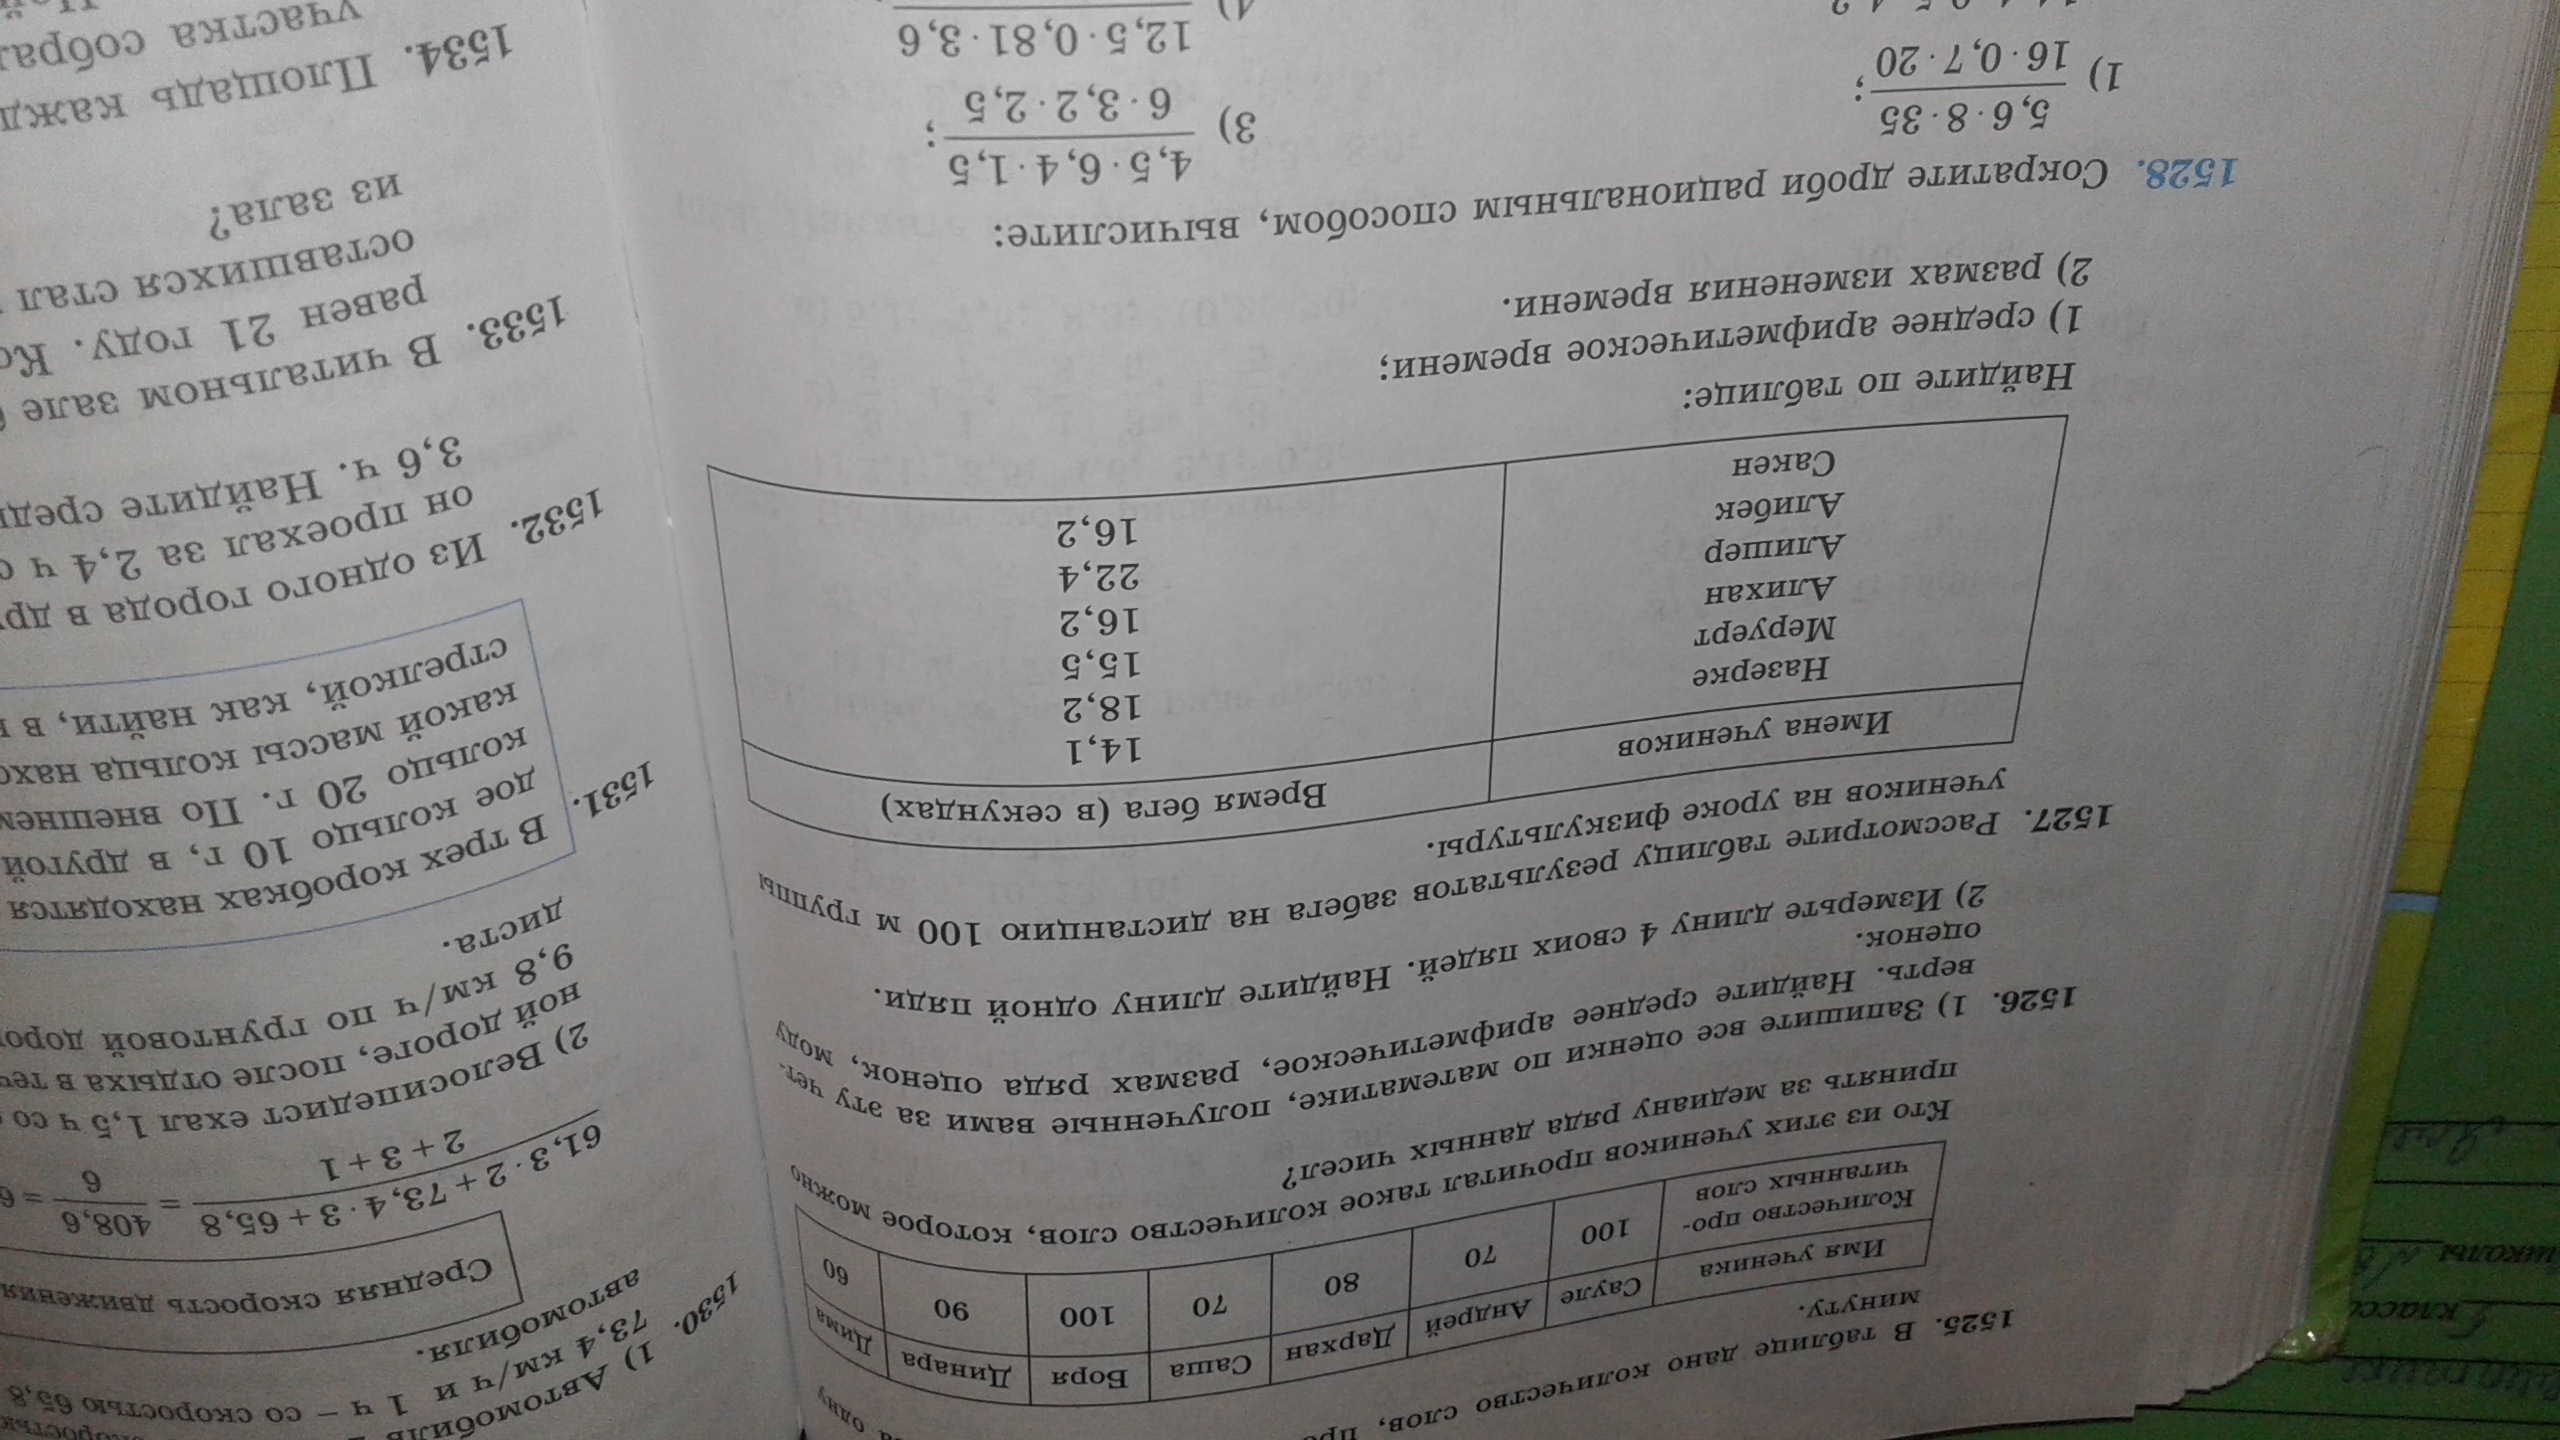 1525. В таблице дано количество слов,
минуту.
Имя ученика Сауле Андрей Дархан Саша Боря Динара Дима
Количество про-
читанных слов 100 70 80 70 100 90 60
Кто из этих учеников прочитал такое количество слов, которое можно
принять за медиану ряда данных чисел?
1526. 1) Запишите все оценки по математике, полученные вами за эту чет-
верть. Найдите среднее арифметическое, размах ряда оценок, моду
оценок.
2) Измерьте длину 4 своих пядей. Найдите длину одной пяди.
1527. Рассмотрите таблицу результатов забега на дистанцию 100 м группы
учеников на уроке физкультуры.
Имена учеников Время бега (в секундах)
Назерке 14,1
Меруерт 18,2
Алихан 15,5
Алишер 16,2
Алибек 22,4
Сакен 16,2
Найдите по таблице:
1) среднее арифметическое времени;
2) размах изменения времени.
1528. Сократите дроби рациональным способом, вычислите:
1) 5,6 · 8 · 35 / 16 · 0,7 · 20;
3) 4,5 · 6,4 · 1,5 / 6 · 3,2 · 2,5;
4) 12,5 · 0,81 · 3,6
1530. 1) Автомобиль
73,4 км/ч и 1 ч – со скоростью 65,8
автомобиля.
Средняя скорость движения
61,3 · 2 + 73,4 · 3 + 65,8 / 2 + 3 + 1 = 408,6 / 6 =
2) Велосипедист ехал 1,5 ч со
ной дороге, после отдыха в
9,8 км/ч по грунтовой
диста.
1531. В трех коробках находятся
дое кольцо 10 г, в другой
кольцо 20 г. По
какой массы кольца
стрелкой, как найти, в
1532. Из одного города в
он проехал за 2,4 ч
3,6 ч. Найдите
1533. В читальном зале
равен 21 году.
оставшихся стал
из зала?
1534. Площадь
участка